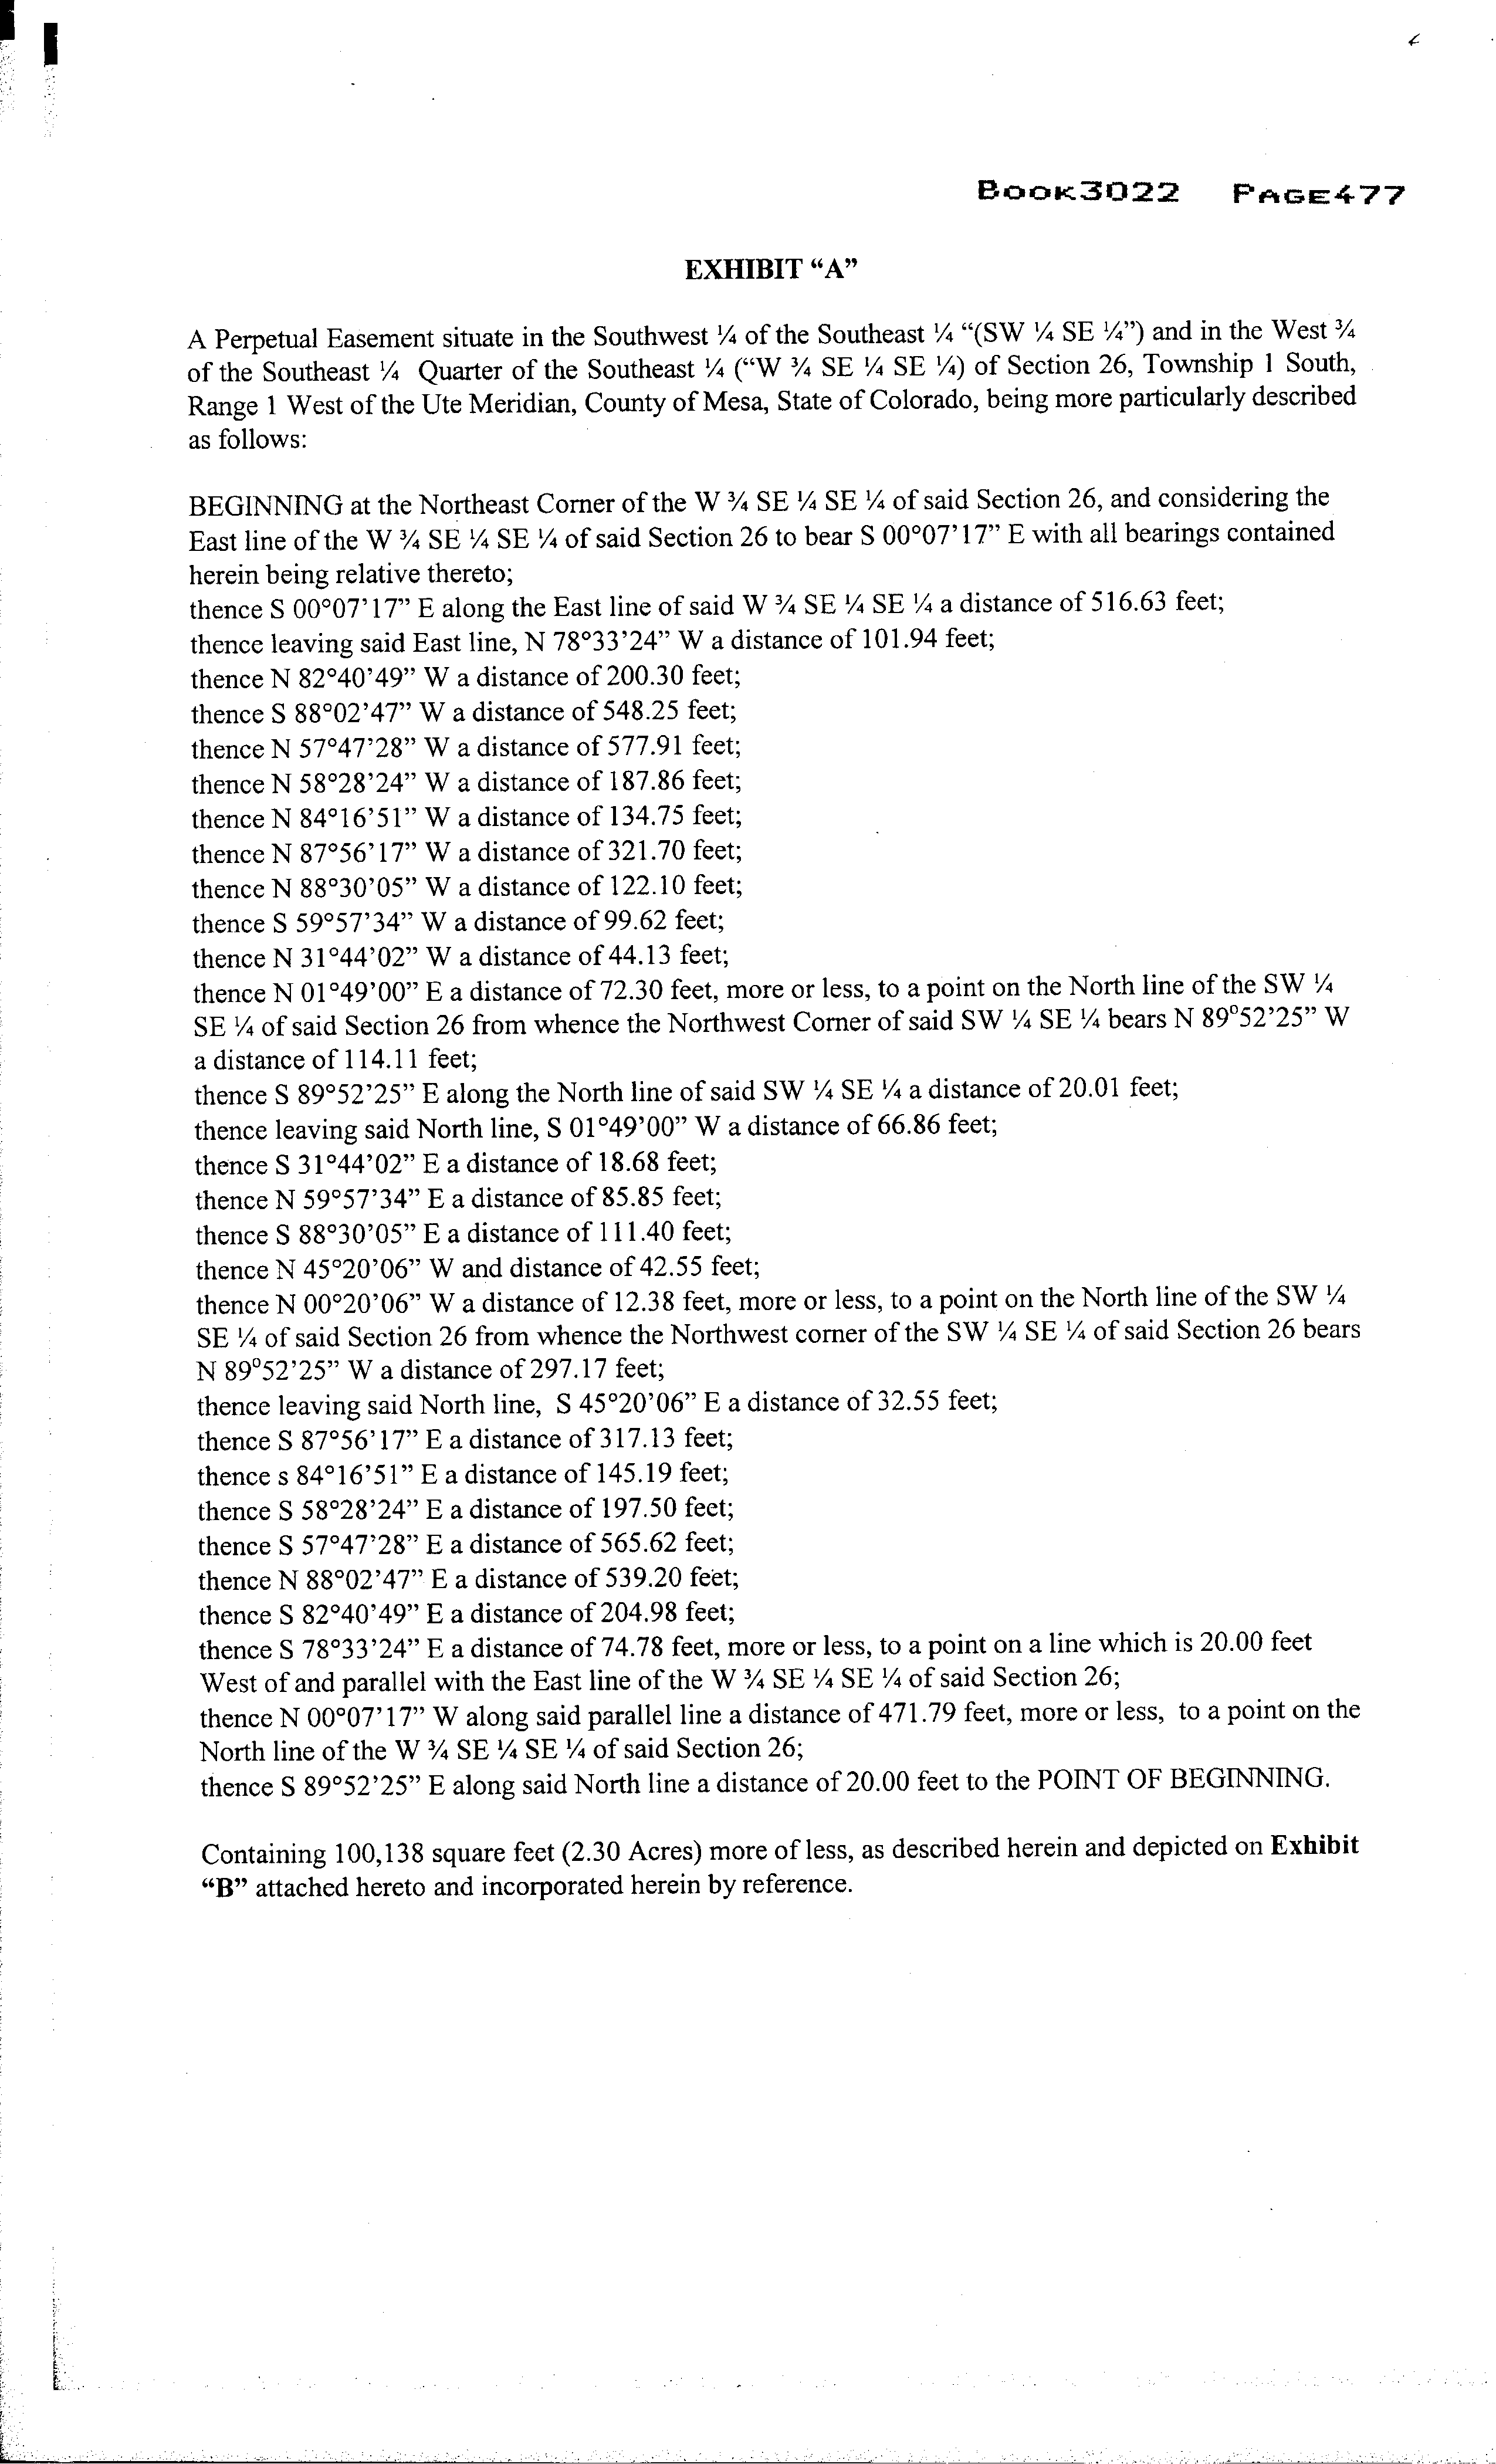 Book3022 PAGE477
EXHIBIT “A”
A Perpetual Easement situate in the Southwest ¼ of the Southeast ¼ “(SW ¼ SE ¼”) and in the West ¾
of the Southeast ¼ Quarter of the Southeast ¼ (“W ¾ SE ¼ SE ¼) of Section 26, Township 1 South,
Range 1 West of the Ute Meridian, County of Mesa, State of Colorado, being more particularly described
as follows:
BEGINNING at the Northeast Corner of the W ¾ SE ¼ SE ¼ of said Section 26, and considering the
East line of the W ¾ SE ¼ SE ¼ of said Section 26 to bear S 00°07’17” E with all bearings contained
herein being relative thereto;
thence S 00°07’17” E along the East line of said W ¾ SE ¼ SE ¼ a distance of 516.63 feet;
thence leaving said East line, N 78°33’24” W a distance of 101.94 feet;
thence N 82°40’49” W a distance of 200.30 feet;
thence S 88°02’47” W a distance of 548.25 feet;
thence N 57°47’28” W a distance of 577.91 feet;
thence N 58°28’24” W a distance of 187.86 feet;
thence N 84°16’51” W a distance of 134.75 feet;
thence N 87°56’17” W a distance of 321.70 feet;
thence N 88°30’05” W a distance of 122.10 feet;
thence S 59°57’34” W a distance of 99.62 feet;
thence N 31°44’02” W a distance of 44.13 feet;
thence N 01°49’00” E a distance of 72.30 feet, more or less, to a point on the North line of the SW ¼
SE ¼ of said Section 26 from whence the Northwest Corner of said SW ¼ SE ¼ bears N 89°52’25” W
a distance of 114.11 feet;
thence S 89°52’25” E along the North line of said SW ¼ SE ¼ a distance of 20.01 feet;
thence leaving said North line, S 01°49’00” W a distance of 66.86 feet;
thence S 31°44’02” E a distance of 18.68 feet;
thence N 59°57’34” E a distance of 85.85 feet;
thence S 88°30’05” E a distance of 111.40 feet;
thence N 45°20’06” W and distance of 42.55 feet;
thence N 00°20’06” W a distance of 12.38 feet, more or less, to a point on the North line of the SW ¼
SE ¼ of said Section 26 from whence the Northwest corner of the SW ¼ SE ¼ of said Section 26 bears
N 89°52’25” W a distance of 297.17 feet;
thence leaving said North line, S 45°20’06” E a distance of 32.55 feet;
thence S 87°56’17” E a distance of 317.13 feet;
thence s 84°16’51” E a distance of 145.19 feet;
thence S 58°28’24” E a distance of 197.50 feet;
thence S 57°47’28” E a distance of 565.62 feet;
thence N 88°02’47” E a distance of 539.20 feet;
thence S 82°40’49” E a distance of 204.98 feet;
thence S 78°33’24” E a distance of 74.78 feet, more or less, to a point on a line which is 20.00 feet
West of and parallel with the East line of the W ¾ SE ¼ SE ¼ of said Section 26;
thence N 00°07’17” W along said parallel line a distance of 471.79 feet, more or less, to a point on the
North line of the W ¾ SE ¼ SE ¼ of said Section 26;
thence S 89°52’25” E along said North line a distance of 20.00 feet to the POINT OF BEGINNING.
Containing 100,138 square feet (2.30 Acres) more of less, as described herein and depicted on Exhibit
“B” attached hereto and incorporated herein by reference.